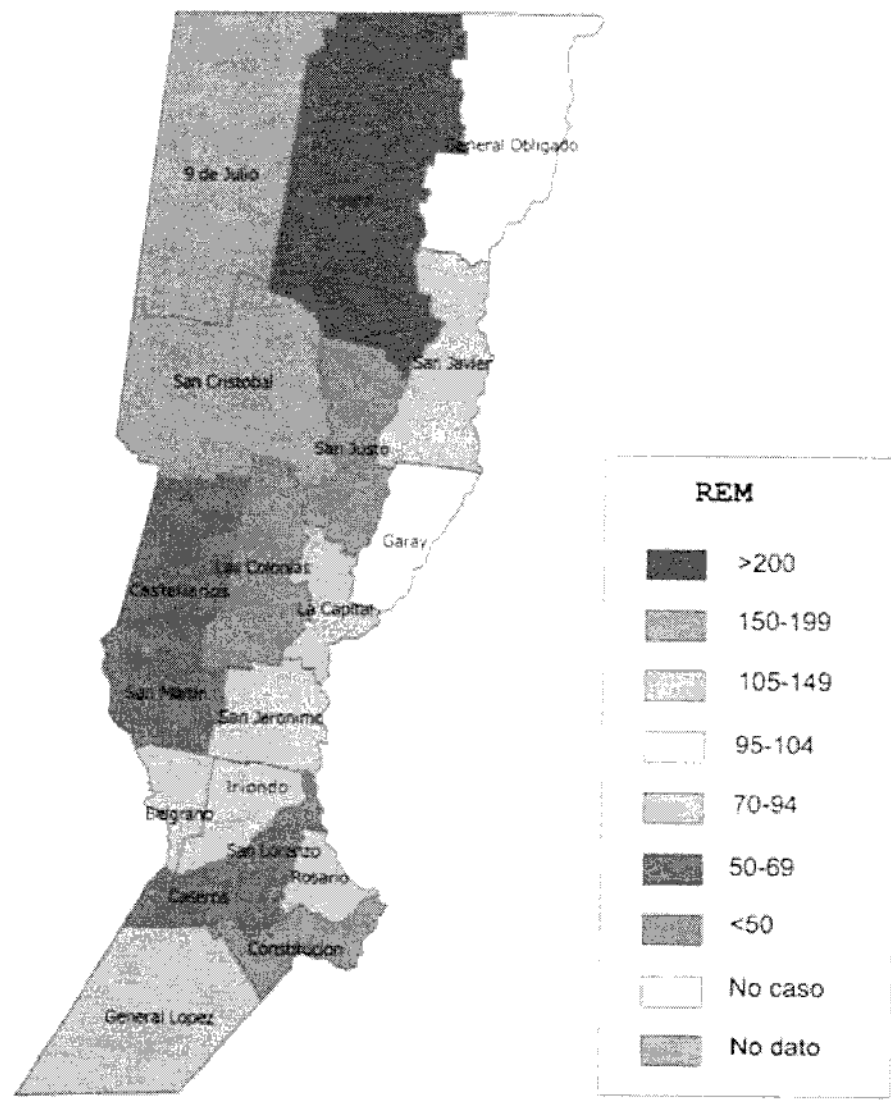 General Obligado
9 de Julio
San Javier
San Cristobal
San Justo
Garay
Las Colonias
Castellanos
La Capital
San Martin
San Jeronimo
Iriondo
Belgrano
San Lorenzo
Rosario
Caseros
Constitucion
General Lopez
REM
>200
150-199
105-149
95-104
70-94
50-69
<50
No caso
No dato